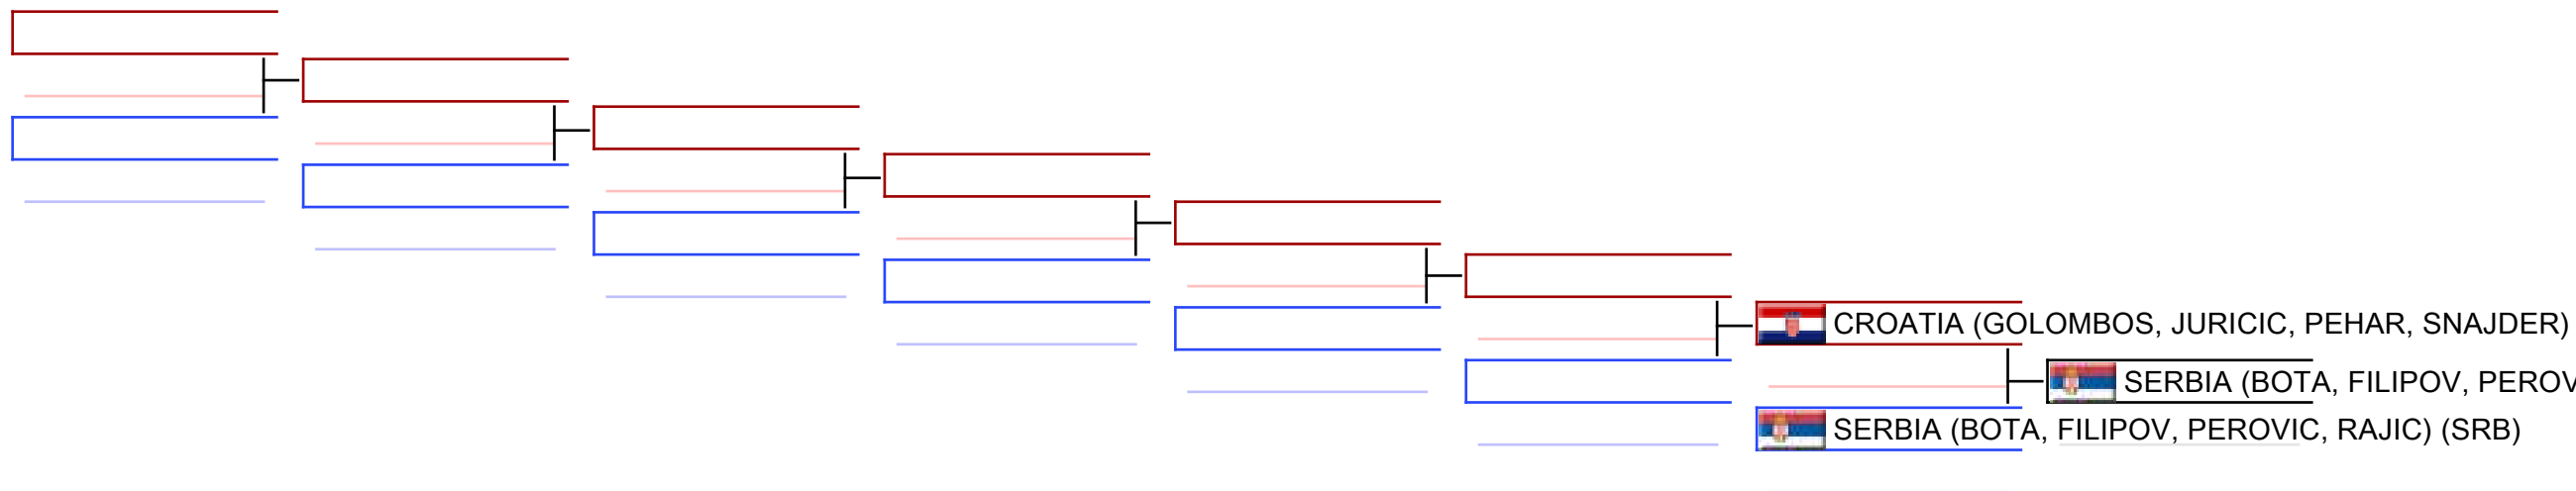 CROATIA (GOLOMBOS, JURICIC, PEHAR, SNAJDER)
SERBIA (BOTA, FILIPOV, PEROV
SERBIA (BOTA, FILIPOV, PEROVIC, RAJIC) (SRB)